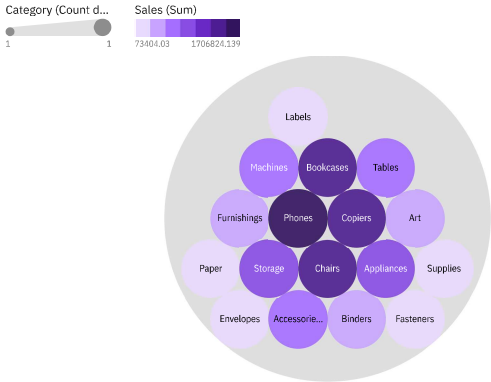 Category (Count d...
Sales (Sum)
1
1
73404.03
1706824.139
Labels
Machines
Bookcases
Tables
Furnishings
Phones
Copiers
Art
Paper
Storage
Chairs
Appliances
Supplies
Envelopes
Accessorie...
Binders
Fasteners